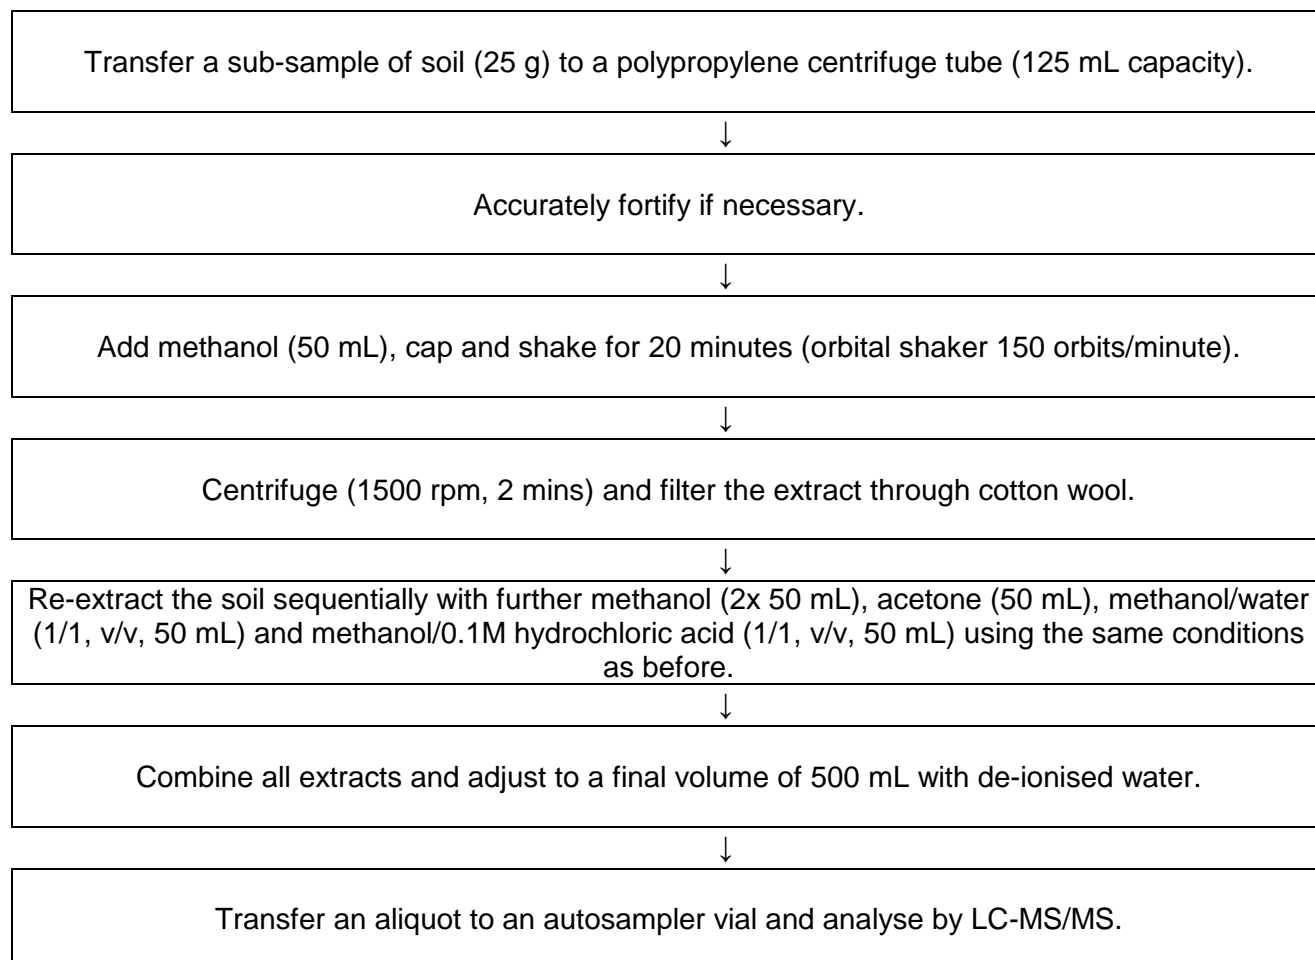 Transfer a sub-sample of soil (25 g) to a polypropylene centrifuge tube (125 mL capacity).
↓
Accurately fortify if necessary.
↓
Add methanol (50 mL), cap and shake for 20 minutes (orbital shaker 150 orbits/minute).
↓
Centrifuge (1500 rpm, 2 mins) and filter the extract through cotton wool.
↓
Re-extract the soil sequentially with further methanol (2x 50 mL), acetone (50 mL), methanol/water
(1/1, v/v, 50 mL) and methanol/0.1M hydrochloric acid (1/1, v/v, 50 mL) using the same conditions
as before.
↓
Combine all extracts and adjust to a final volume of 500 mL with de-ionised water.
↓
Transfer an aliquot to an autosampler vial and analyse by LC-MS/MS.